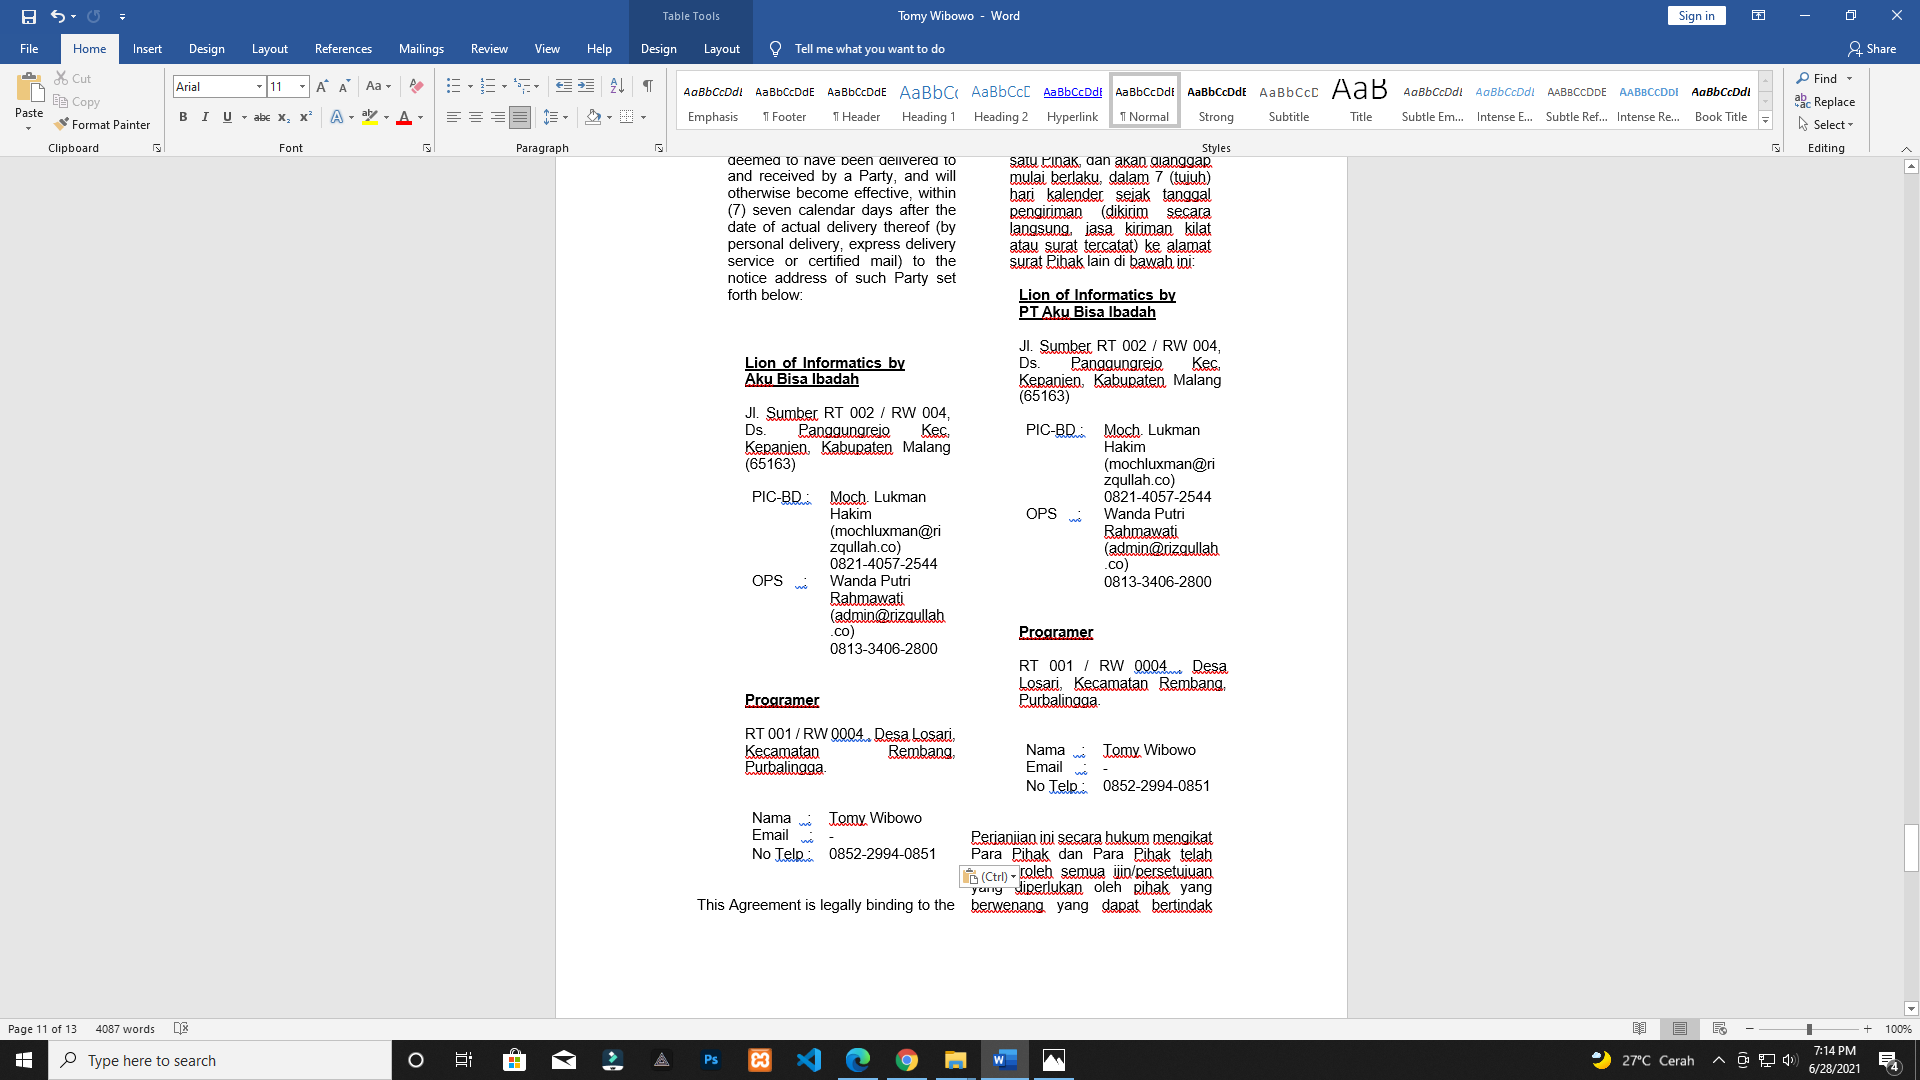 Table Tools
Tomy Wibowo - Word
Sign in
File
Home
Insert
Design
Layout
References
Mailings
Review
View
Help
Design
Layout
Tell me what you want to do
Share
Paste
Cut
Copy
Format Painter
Clipboard
Arial
11
Font
Paragraph
AaBbCcDdE
Emphasis
AaBbCcDdE
¶ Footer
AaBbCcDdE
¶ Header
AaBbCc
Heading 1
AaBbCcD
Heading 2
AaBbCcDdE
Hyperlink
AaBbCcDdE
¶ Normal
AaBbCcDdE
Strong
AaBbCcD
Subtitle
AaB
Title
AaBbCcDdE
Subtle Em...
AaBbCcDdE
Intense E...
AaBbCcDdE
Subtle Ref...
AaBbCcDdE
Intense Re...
AaBbCcDdE
Book Title
Styles
Find
Replace
Select
Editing
deemed to have been delivered to
and received by a Party, and will
otherwise become effective, within
(7) seven calendar days after the
date of actual delivery thereof (by
personal delivery, express delivery
service or certified mail) to the
notice address of such Party set
forth below:
Lion of Informatics by
Aku Bisa Ibadah
Jl. Sumber RT 002 / RW 004,
Ds. Panggungrejo Kec.
Kepanjen, Kabupaten Malang
(65163)
PIC-BD : Moch. Lukman
Hakim
(mochluxman@ri
zqullah.co)
0821-4057-2544
OPS : Wanda Putri
Rahmawati
(admin@rizqullah
.co)
0813-3406-2800
Programer
RT 001 / RW 0004 , Desa Losari,
Kecamatan Rembang,
Purbalingga.
Nama : Tomy Wibowo
Email : -
No Telp : 0852-2994-0851
This Agreement is legally binding to the
satu Pihak, dan akan dianggap
mulai berlaku, dalam 7 (tujuh)
hari kalender sejak tanggal
pengiriman (dikirim secara
langsung, jasa kiriman kilat
atau surat tercatat) ke alamat
surat Pihak lain di bawah ini:
Lion of Informatics by
PT Aku Bisa Ibadah
Jl. Sumber RT 002 / RW 004,
Ds. Panggungrejo Kec.
Kepanjen, Kabupaten Malang
(65163)
PIC-BD : Moch. Lukman
Hakim
(mochluxman@ri
zqullah.co)
0821-4057-2544
OPS : Wanda Putri
Rahmawati
(admin@rizqullah
.co)
0813-3406-2800
Programer
RT 001 / RW 0004 , Desa
Losari, Kecamatan Rembang,
Purbalingga.
Nama : Tomy Wibowo
Email : -
No Telp : 0852-2994-0851
Perjanjian ini secara hukum mengikat
Para Pihak dan Para Pihak telah
roleh semua ijin/persetujuan
yang diperlukan oleh pihak yang
berwenang yang dapat bertindak
(Ctrl)
Page 11 of 13
4087 words
100%
Type here to search
27°C Cerah
7:14 PM
6/28/2021
4